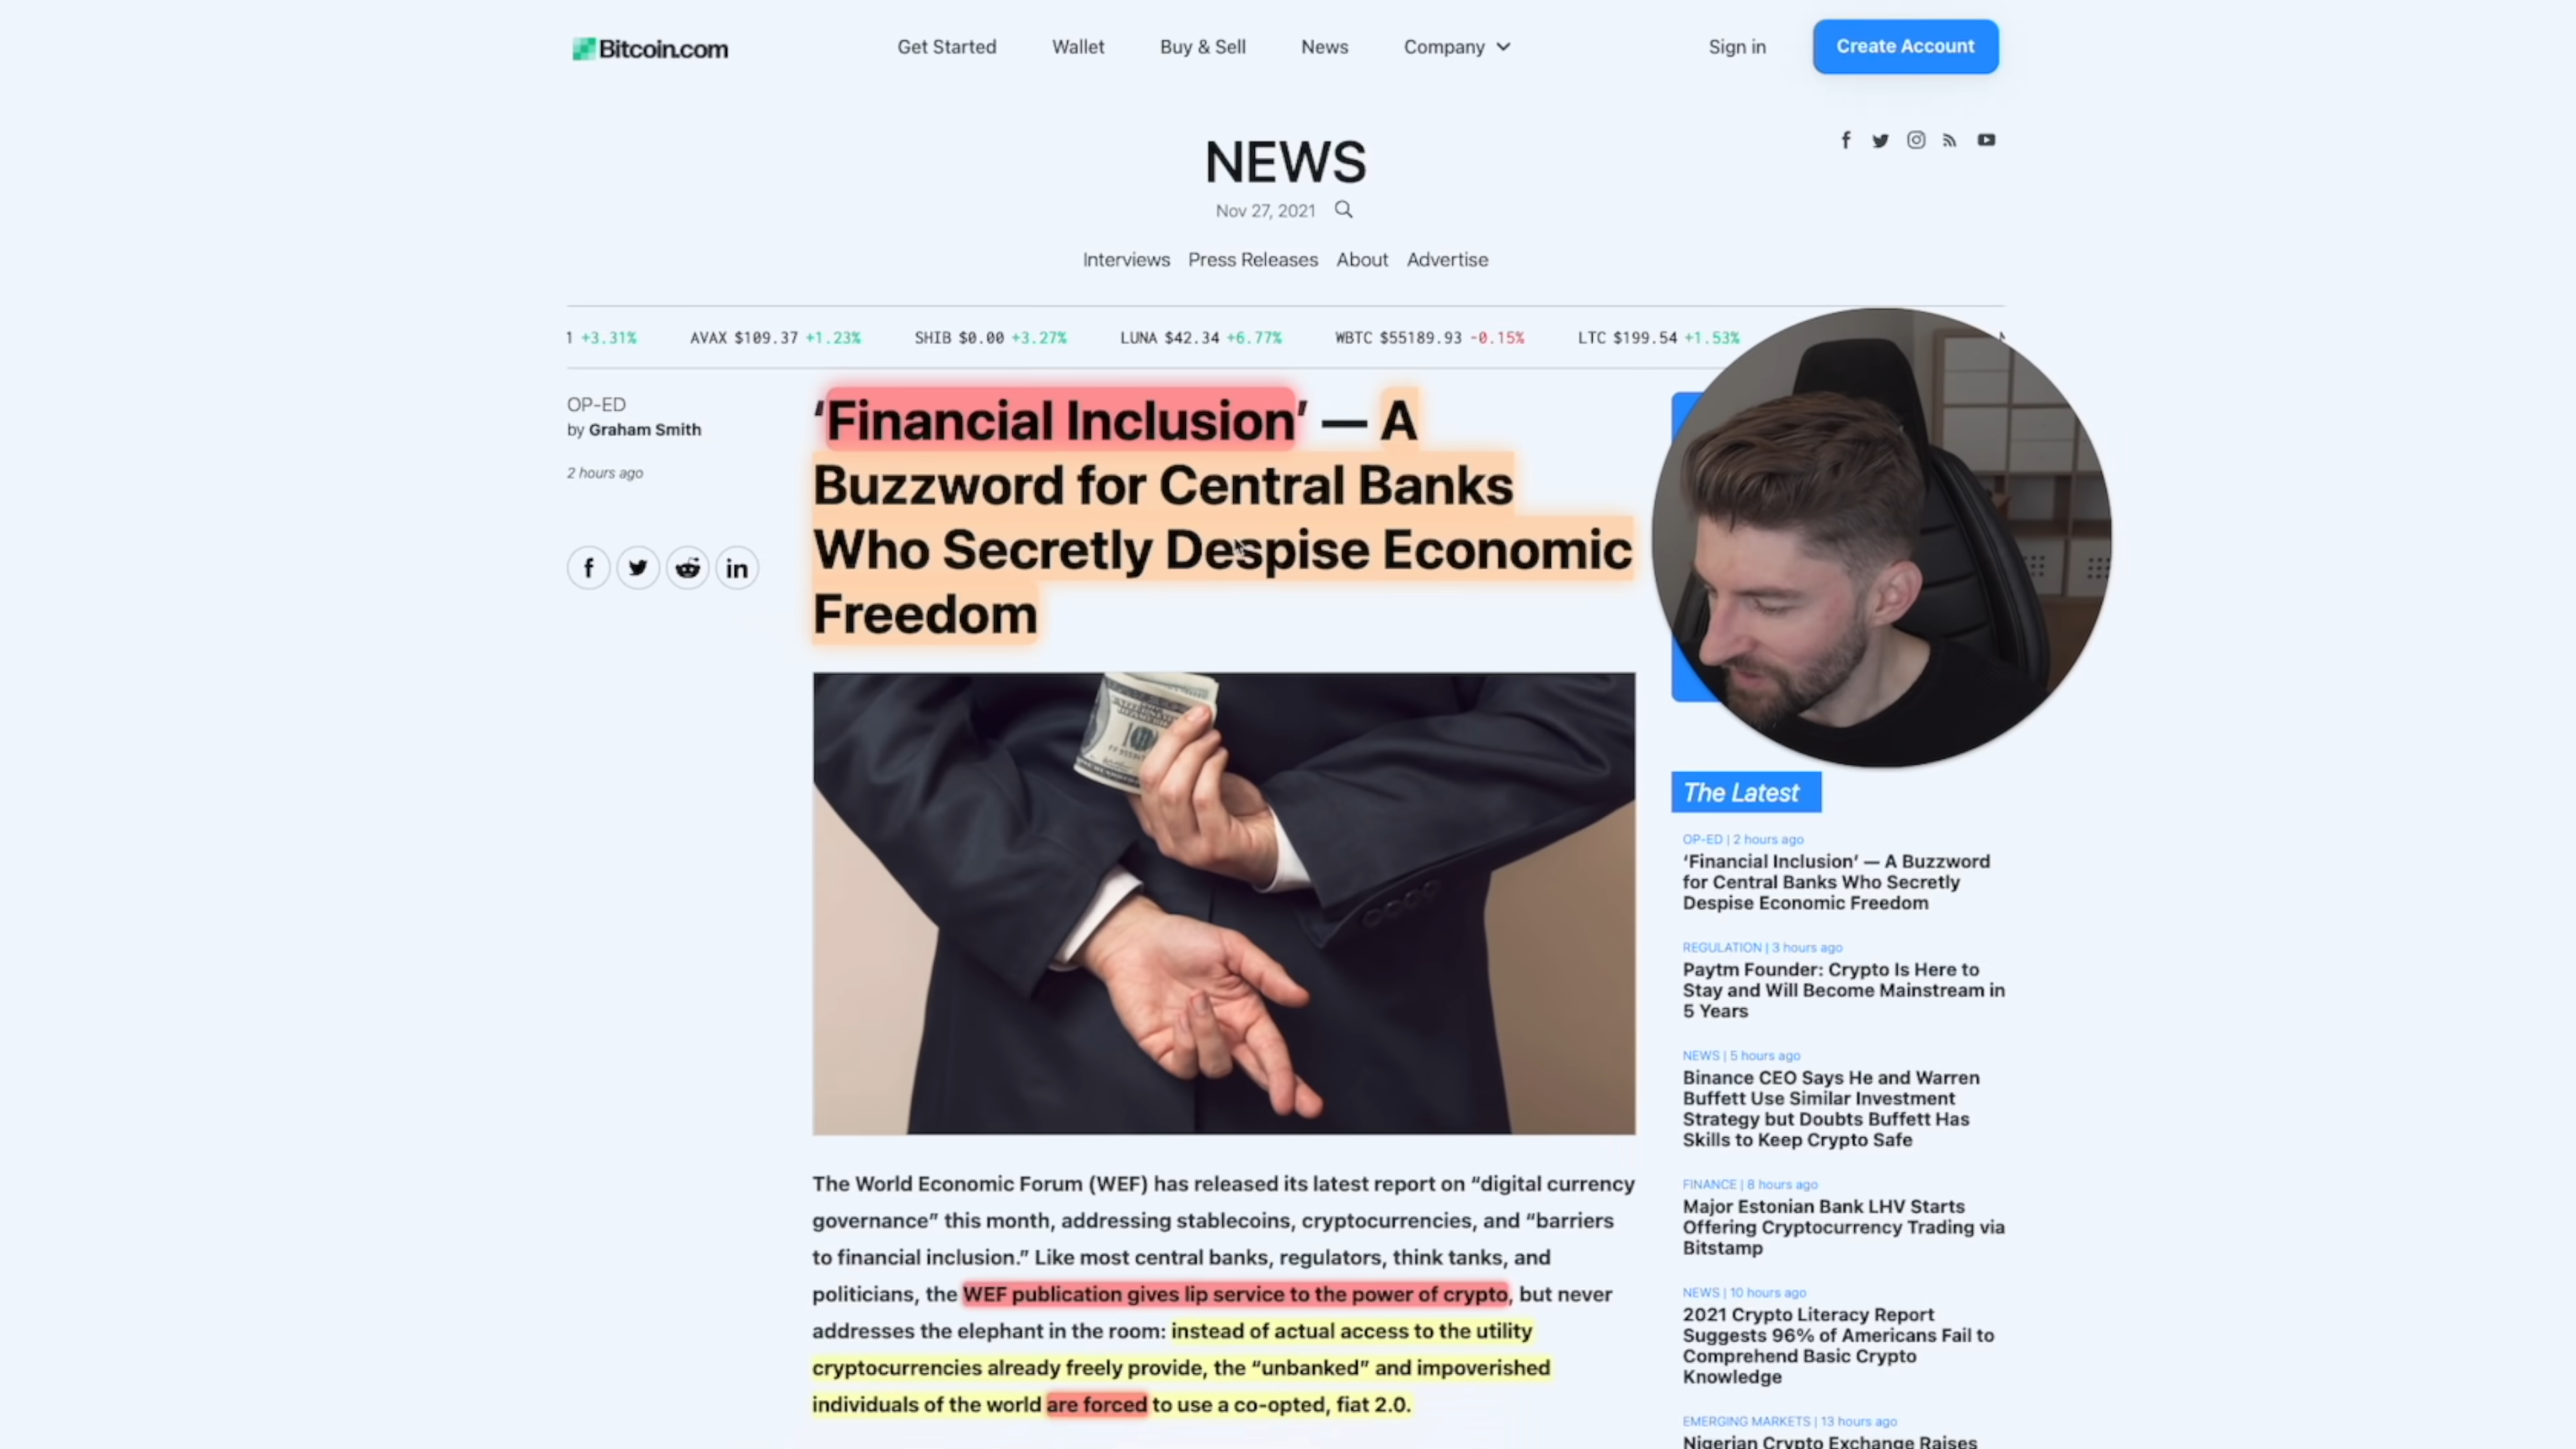 Bitcoin.com
Get Started Wallet Buy & Sell News Company
Sign in Create Account
NEWS
Nov 27, 2021
Interviews Press Releases About Advertise
1 +3.31% AVAX $109.37 +1.23% SHIB $0.00 +3.27% LUNA $42.34 +6.77% WBTC $55189.93 -0.15% LTC $199.54 +1.53%
OP-ED
by Graham Smith
2 hours ago
‘Financial Inclusion’ — A
Buzzword for Central Banks
Who Secretly Despise Economic
Freedom
The World Economic Forum (WEF) has released its latest report on “digital currency
governance” this month, addressing stablecoins, cryptocurrencies, and “barriers
to financial inclusion.” Like most central banks, regulators, think tanks, and
politicians, the WEF publication gives lip service to the power of crypto, but never
addresses the elephant in the room: instead of actual access to the utility
cryptocurrencies already freely provide, the “unbanked” and impoverished
individuals of the world are forced to use a co-opted, fiat 2.0.
The Latest
OP-ED | 2 hours ago
‘Financial Inclusion’ — A Buzzword
for Central Banks Who Secretly
Despise Economic Freedom
REGULATION | 3 hours ago
Paytm Founder: Crypto Is Here to
Stay and Will Become Mainstream in
5 Years
NEWS | 5 hours ago
Binance CEO Says He and Warren
Buffett Use Similar Investment
Strategy but Doubts Buffett Has
Skills to Keep Crypto Safe
FINANCE | 8 hours ago
Major Estonian Bank LHV Starts
Offering Cryptocurrency Trading via
Bitstamp
NEWS | 10 hours ago
2021 Crypto Literacy Report
Suggests 96% of Americans Fail to
Comprehend Basic Crypto
Knowledge
EMERGING MARKETS | 13 hours ago
Nigerian Crypto Exchange Raises